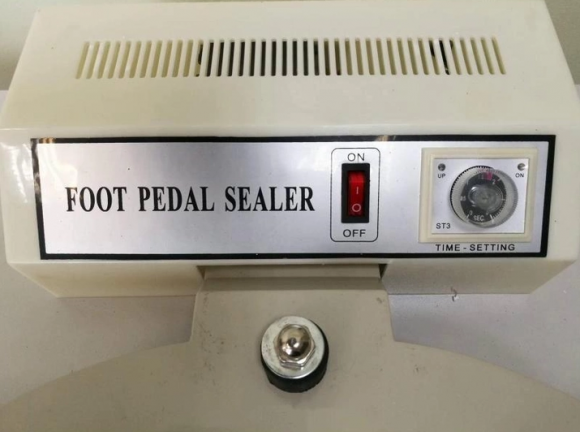 FOOT PEDAL SEALER
ON
I
O
OFF
UP
ON
SEC
ST3
TIME - SETTING